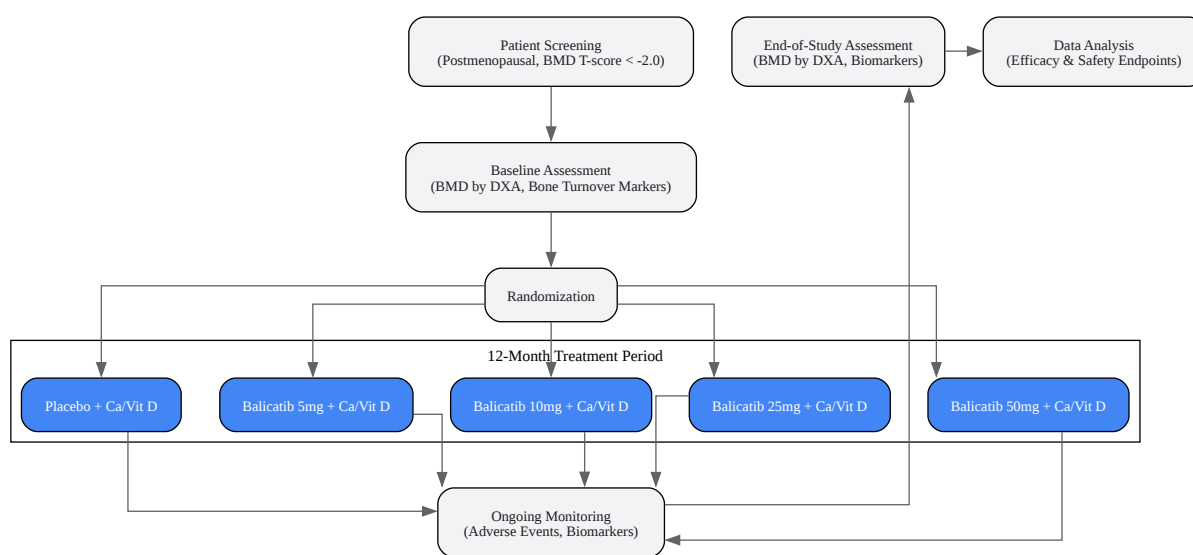 Patient Screening
(Postmenopausal, BMD T-score < -2.0)
End-of-Study Assessment
(BMD by DXA, Biomarkers)
Data Analysis
(Efficacy & Safety Endpoints)
Baseline Assessment
(BMD by DXA, Bone Turnover Markers)
Randomization
12-Month Treatment Period
Placebo + Ca/Vit D
Balicatib 5mg + Ca/Vit D
Balicatib 10mg + Ca/Vit D
Balicatib 25mg + Ca/Vit D
Balicatib 50mg + Ca/Vit D
Ongoing Monitoring
(Adverse Events, Biomarkers)